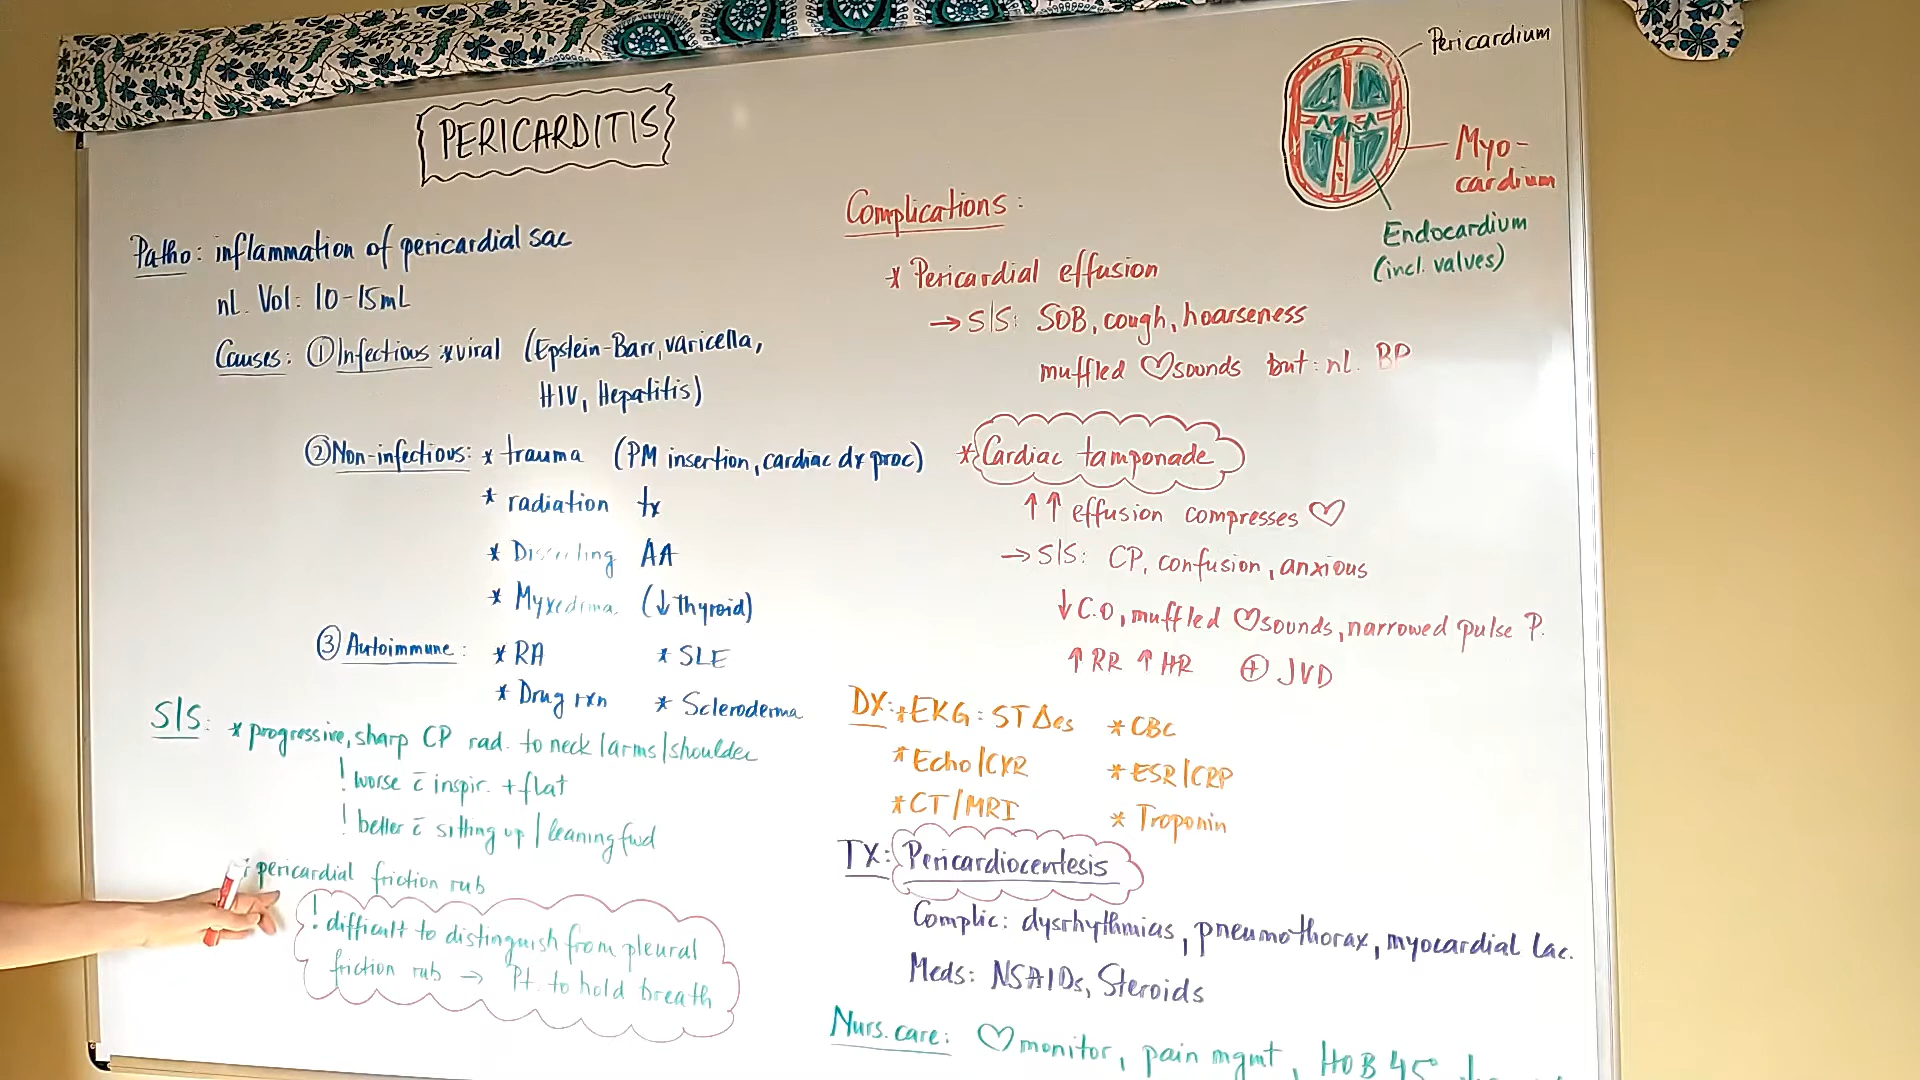 PERICARDITIS
Patho: inflammation of pericardial sac
nl. Vol: 10-15mL
Causes: ① Infectious * viral (Epstein-Barr, varicella,
HIV, Hepatitis)
② Non-infectious: * trauma (PM insertion, cardiac dx proc)
* radiation tx
* Dissecting AA
* Myxedema (↓thyroid)
③ Autoimmune: * RA * SLE
* Drug rxn * Scleroderma
S/S: * progressive, sharp CP rad. to neck/arms/shoulder
! worse c̄ inspir. + flat
! better c̄ sitting up/leaning fwd
* pericardial friction rub
! difficult to distinguish from pleural
friction rub → Pt. to hold breath
Pericardium
Myo-
cardium
Endocardium
(incl. valves)
Complications:
* Pericardial effusion
→ S/S: SOB, cough, hoarseness
muffled ♡sounds but: nl. BP
* Cardiac tamponade
↑↑ effusion compresses ♡
→ S/S: CP, confusion, anxious
↓ C.O, muffled ♡sounds, narrowed pulse P.
↑ RR ↑ HR ⊕ JVD
DX: * EKG: ST Δes * CBC
* Echo/CXR * ESR/CRP
* CT/MRI * Troponin
TX: Pericardiocentesis
Complic: dysrhythmias, pneumothorax, myocardial lac.
Meds: NSAIDs, Steroids
Nurs. care: ♡monitor, pain mgmt, HOB 45°